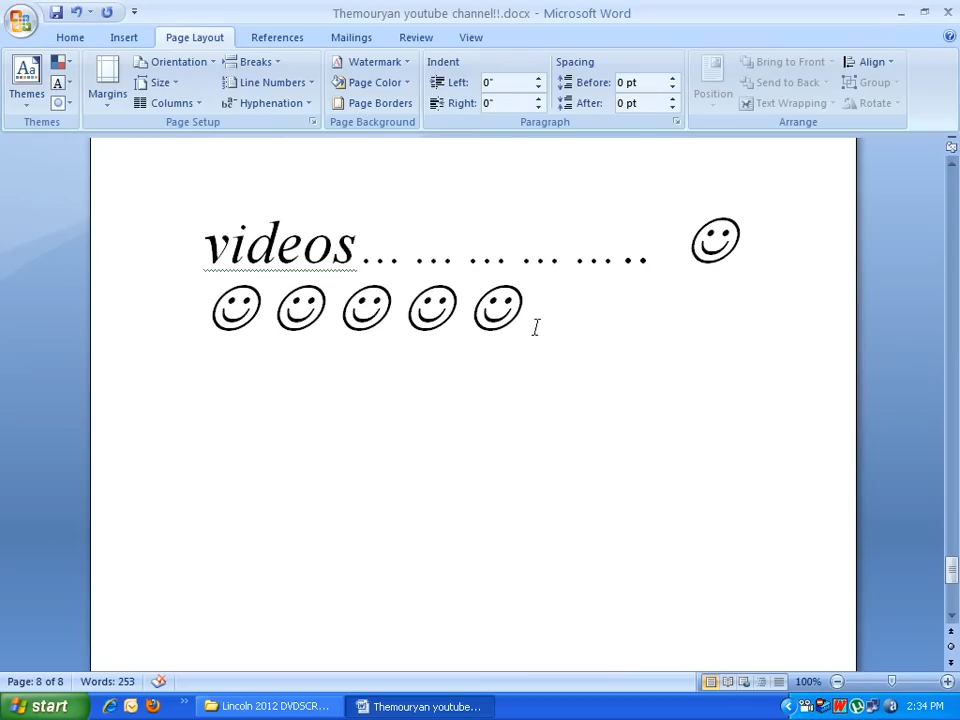 Themouryan youtube channel!!.docx - Microsoft Word
Home Insert Page Layout References Mailings Review View
Themes
Themes
Margins
Orientation
Size
Columns
Breaks
Line Numbers
Hyphenation
Page Setup
Watermark
Page Color
Page Borders
Page Background
Indent
Left: 0"
Right: 0"
Spacing
Before: 0 pt
After: 0 pt
Paragraph
Position
Bring to Front
Send to Back
Text Wrapping
Align
Group
Rotate
Arrange
videos… … … … ….. ☺
☺ ☺ ☺ ☺ ☺
Page: 8 of 8 Words: 253 100%
start Lincoln 2012 DVDSCR... Themouryan youtube... 2:34 PM